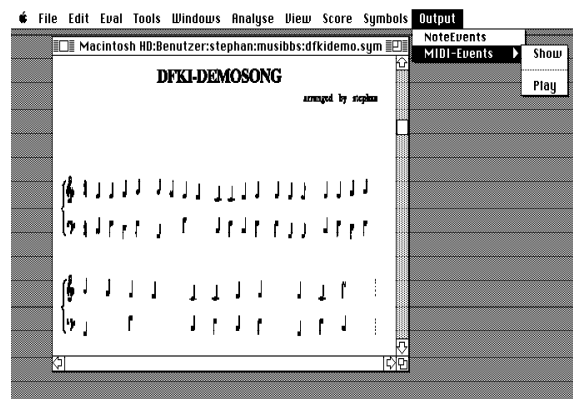 File Edit Eval Tools Windows Analyse View Score Symbols Output
NoteEvents
MIDI-Events
Show
Play
Macintosh HD:Benutzer:stephan:musibbs:dfkidemo.sym
DFKI-DEMOSONG
arranged by stephan